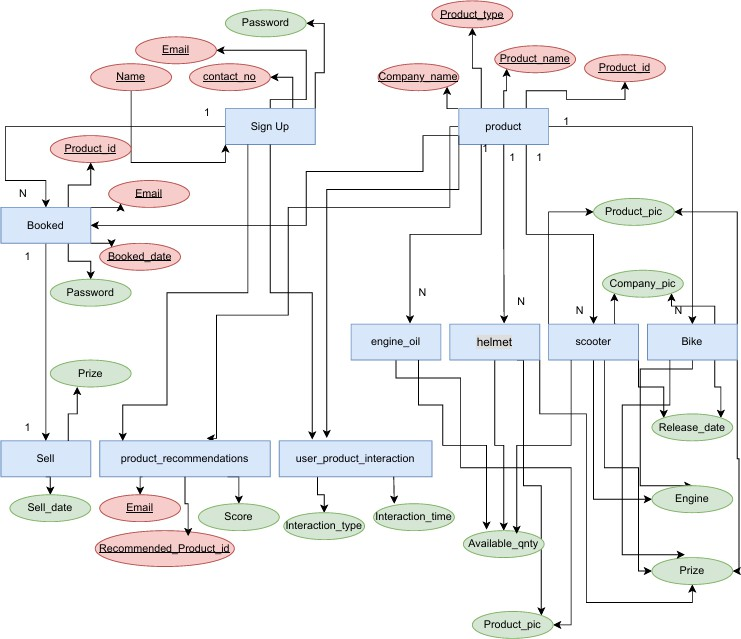 Product_type
Password
Email
Product_name
Name
contact_no
Company_name
Product_id
1
Sign Up
product
1
Product_id
1
1
1
N
Email
Product_pic
Booked
1
Booked_date
Company_pic
Password
N
N
N
N
engine_oil
helmet
scooter
Bike
Prize
1
Release_date
Sell
product_recommendations
user_product_interaction
Engine
Sell_date
Email
Score
Interaction_type
Interaction_time
Recommended_Product_id
Available_qnty
Prize
Product_pic